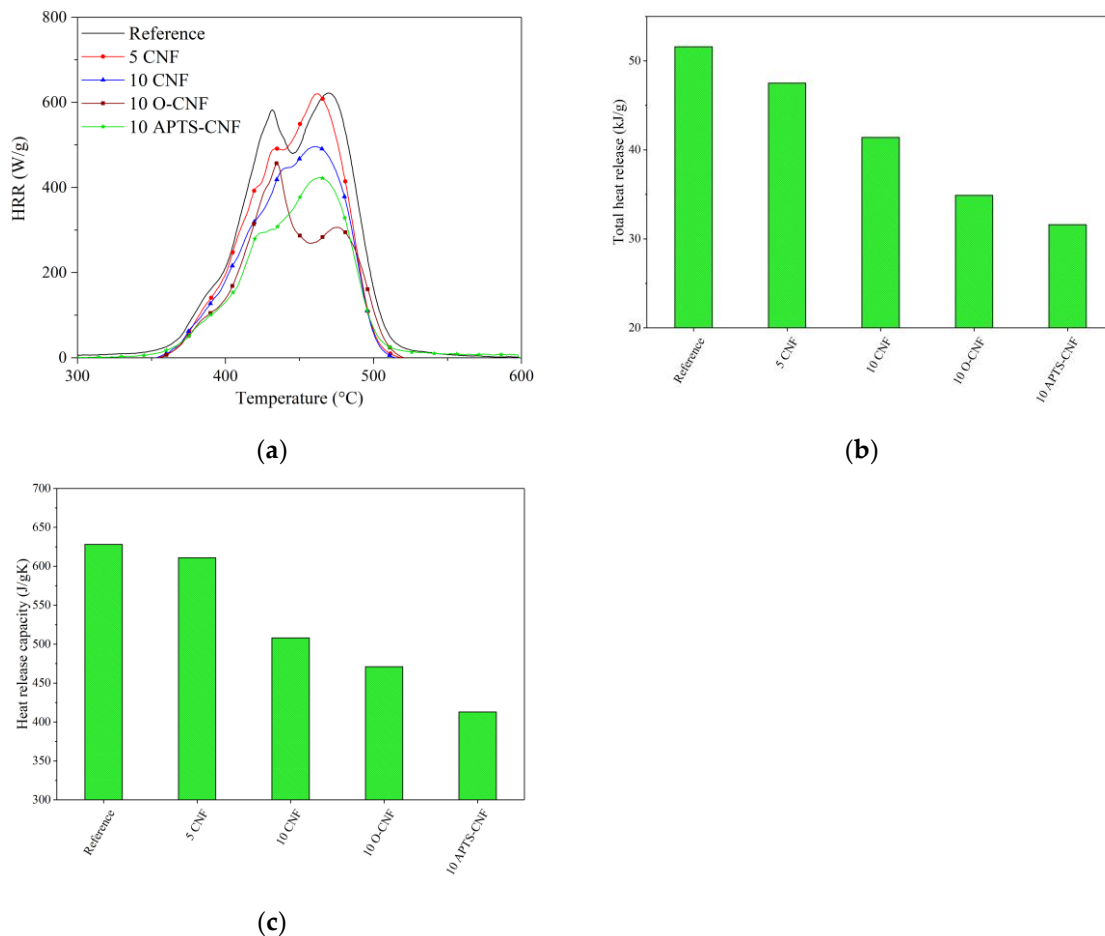 800
600
400
200
0
HRR (W/g)
Reference
5 CNF
10 CNF
10 O-CNF
10 APTS-CNF
300
400
500
600
Temperature (°C)
(a)
50
40
30
20
Total heat release (kJ/g)
Reference
5 CNF
10 CNF
10 O-CNF
10 APTS-CNF
(b)
700
650
600
550
500
450
400
350
300
Heat release capacity (J/gK)
Reference
5 CNF
10 CNF
10 O-CNF
10 APTS-CNF
(c)